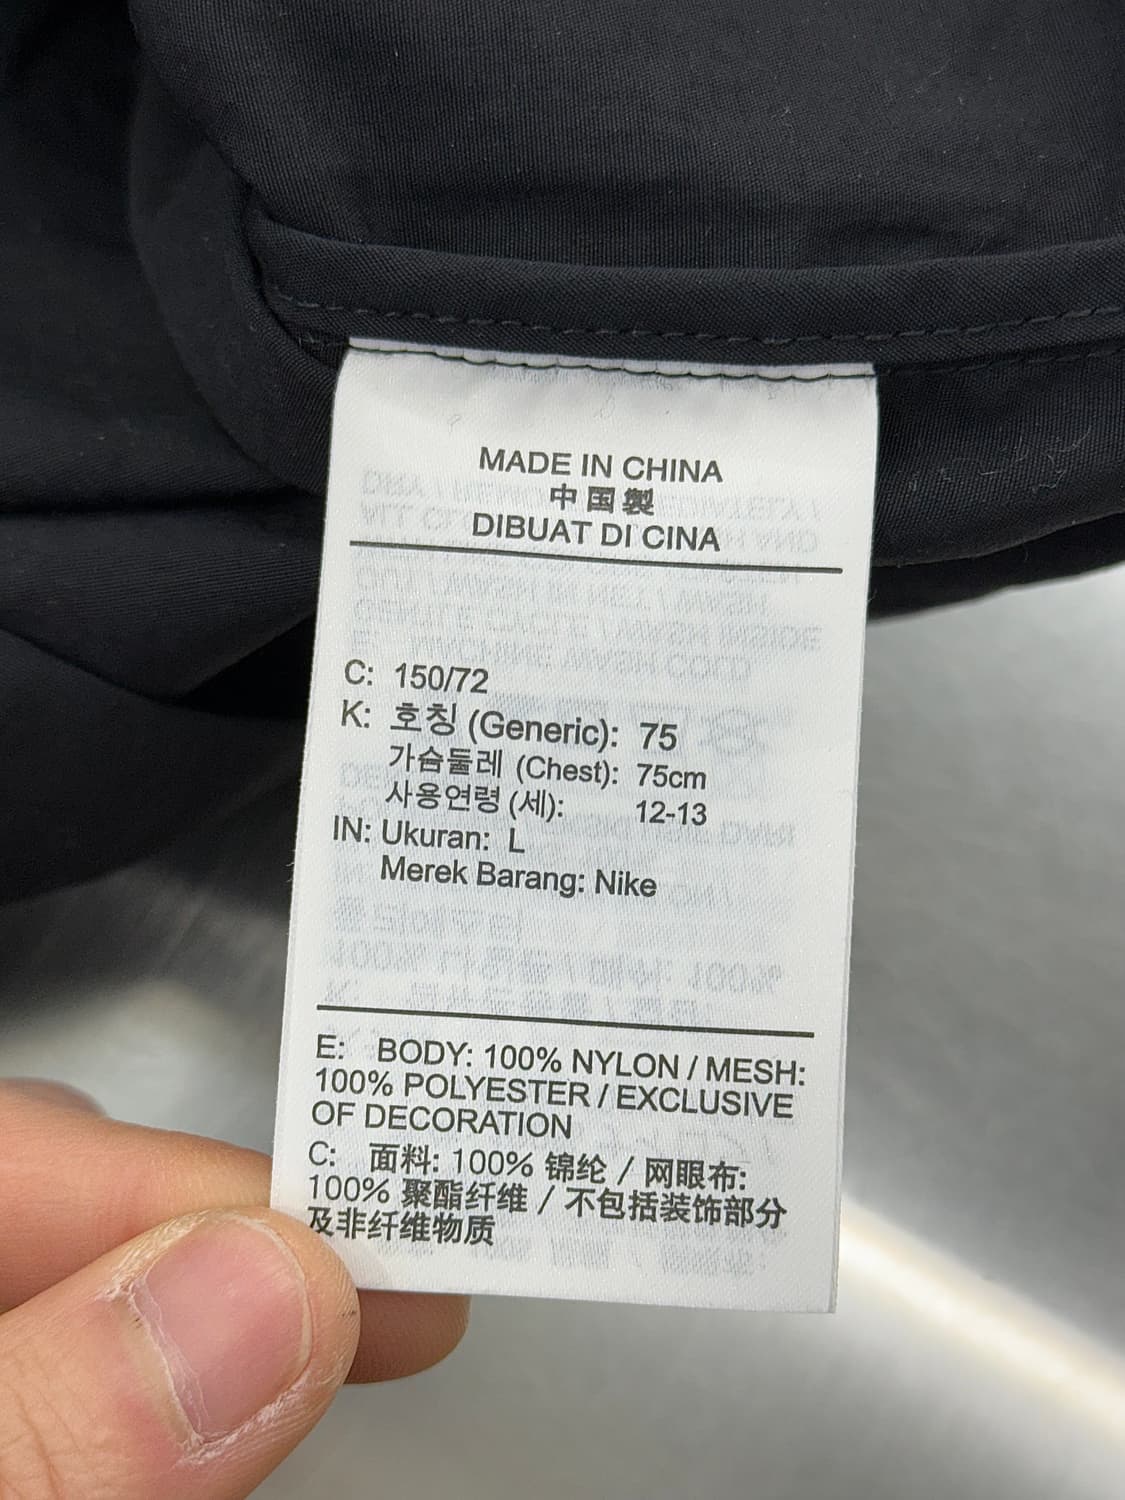 MADE IN CHINA
中国製
DIBUAT DI CINA
C: 150/72
K: 호칭 (Generic): 75
가슴둘레 (Chest): 75cm
사용연령 (세): 12-13
IN: Ukuran: L
Merek Barang: Nike
E: BODY: 100% NYLON / MESH:
100% POLYESTER / EXCLUSIVE
OF DECORATION
C: 面料: 100% 锦纶 / 网眼布:
100% 聚酯纤维 / 不包括装饰部分
及非纤维物质